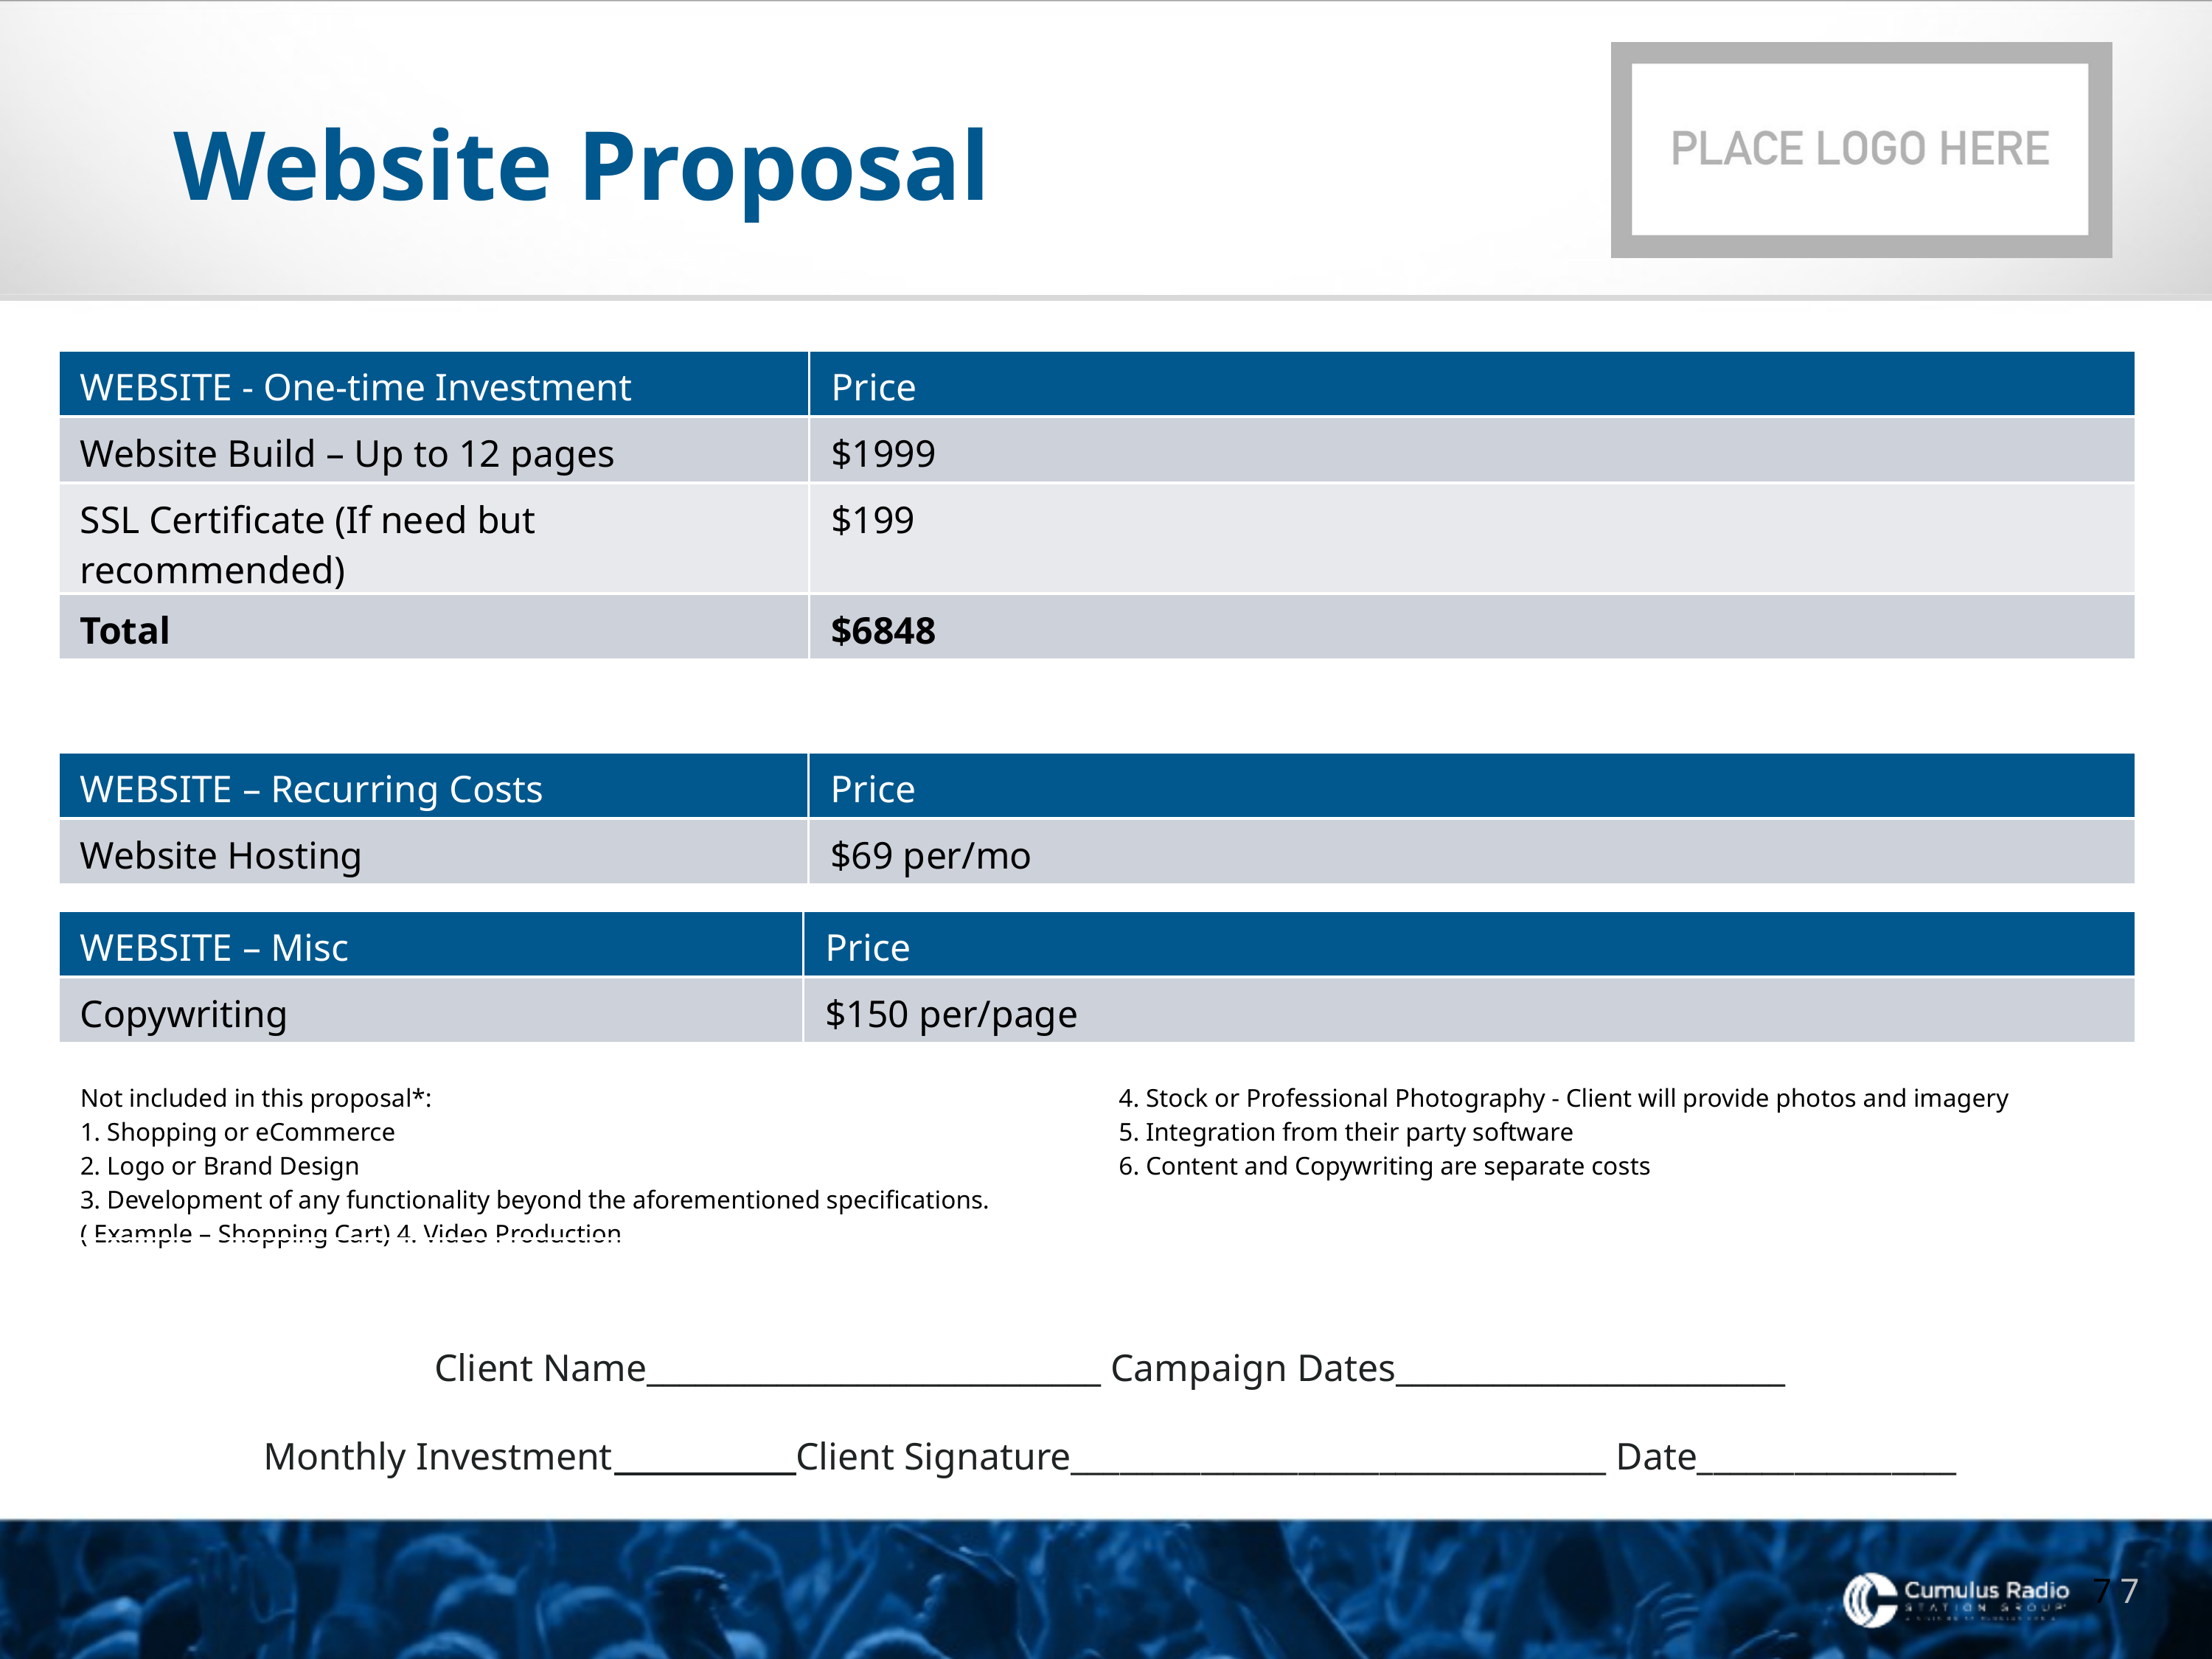 Website Proposal
PLACE LOGO HERE
WEBSITE - One-time Investment
Price
Website Build – Up to 12 pages
$1999
SSL Certificate (If need but
recommended)
$199
Total
$6848
WEBSITE – Recurring Costs
Price
Website Hosting
$69 per/mo
WEBSITE – Misc
Price
Copywriting
$150 per/page
Not included in this proposal*:
1. Shopping or eCommerce
2. Logo or Brand Design
3. Development of any functionality beyond the aforementioned specifications.
( Example – Shopping Cart) 4. Video Production
4. Stock or Professional Photography - Client will provide photos and imagery
5. Integration from their party software
6. Content and Copywriting are separate costs
Client Name____________________________ Campaign Dates________________________
Monthly Investment___________Client Signature_________________________________ Date________________
Cumulus Radio
STATION GROUP
7 7